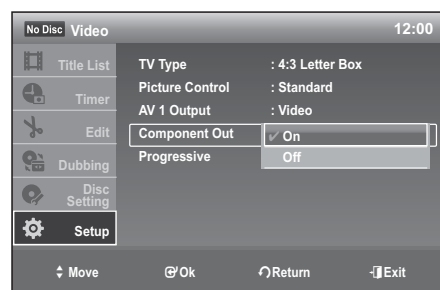 No Disc Video 12:00
Title List
Timer
Edit
Dubbing
Disc
Setting
Setup
TV Type : 4:3 Letter Box
Picture Control : Standard
AV 1 Output : Video
Component Out ✔ On
Progressive Off
Move Ok Return Exit